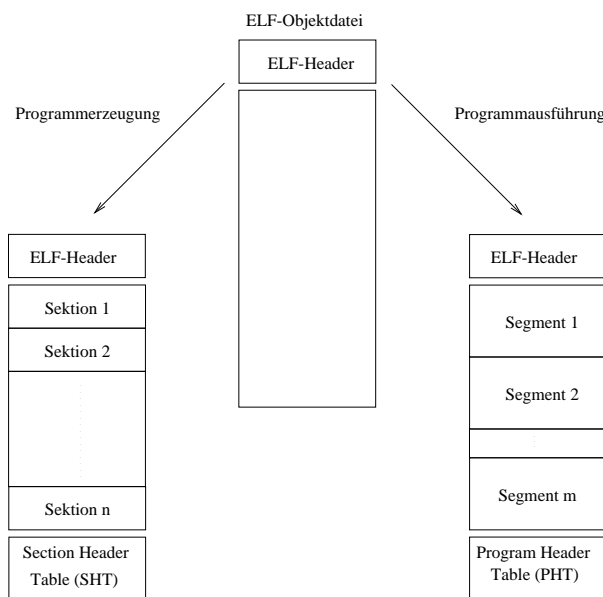 ELF-Objektdatei
ELF-Header
Programmerzeugung
Programmausführung
ELF-Header
Sektion 1
Sektion 2
Sektion n
Section Header
Table (SHT)
ELF-Header
Segment 1
Segment 2
Segment m
Program Header
Table (PHT)